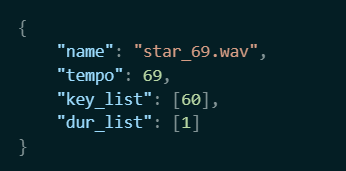 {
"name": "star_69.wav",
"tempo": 69,
"key_list": [60],
"dur_list": [1]
}